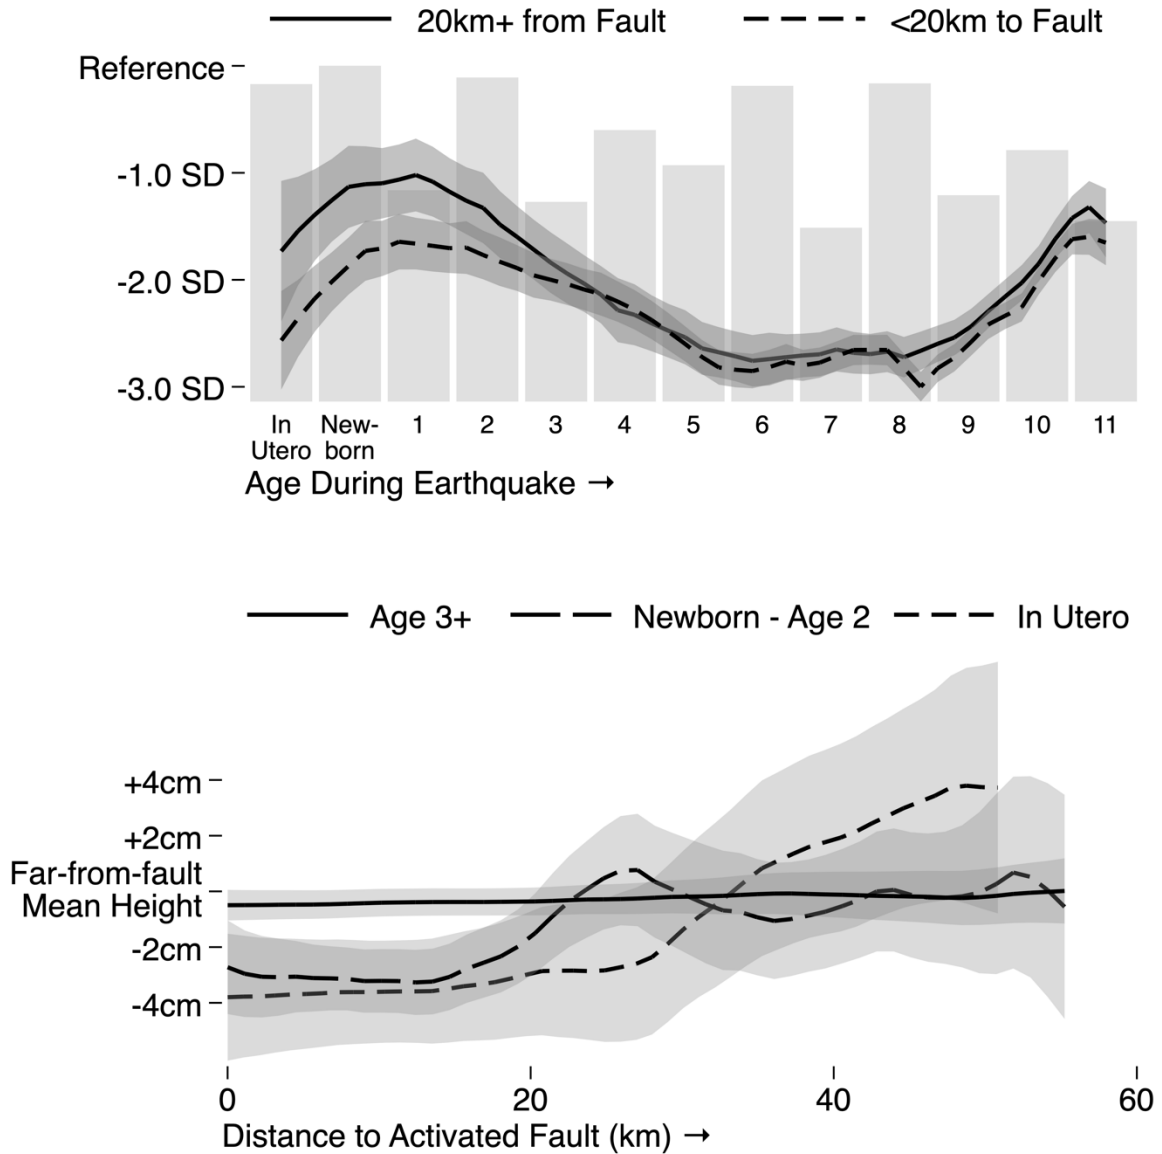 20km+ from Fault <20km to Fault
Reference
-1.0 SD
-2.0 SD
-3.0 SD
In Utero New-born 1 2 3 4 5 6 7 8 9 10 11
Age During Earthquake →
Age 3+ Newborn - Age 2 In Utero
+4cm
+2cm
Far-from-fault
Mean Height
-2cm
-4cm
0 20 40 60
Distance to Activated Fault (km) →